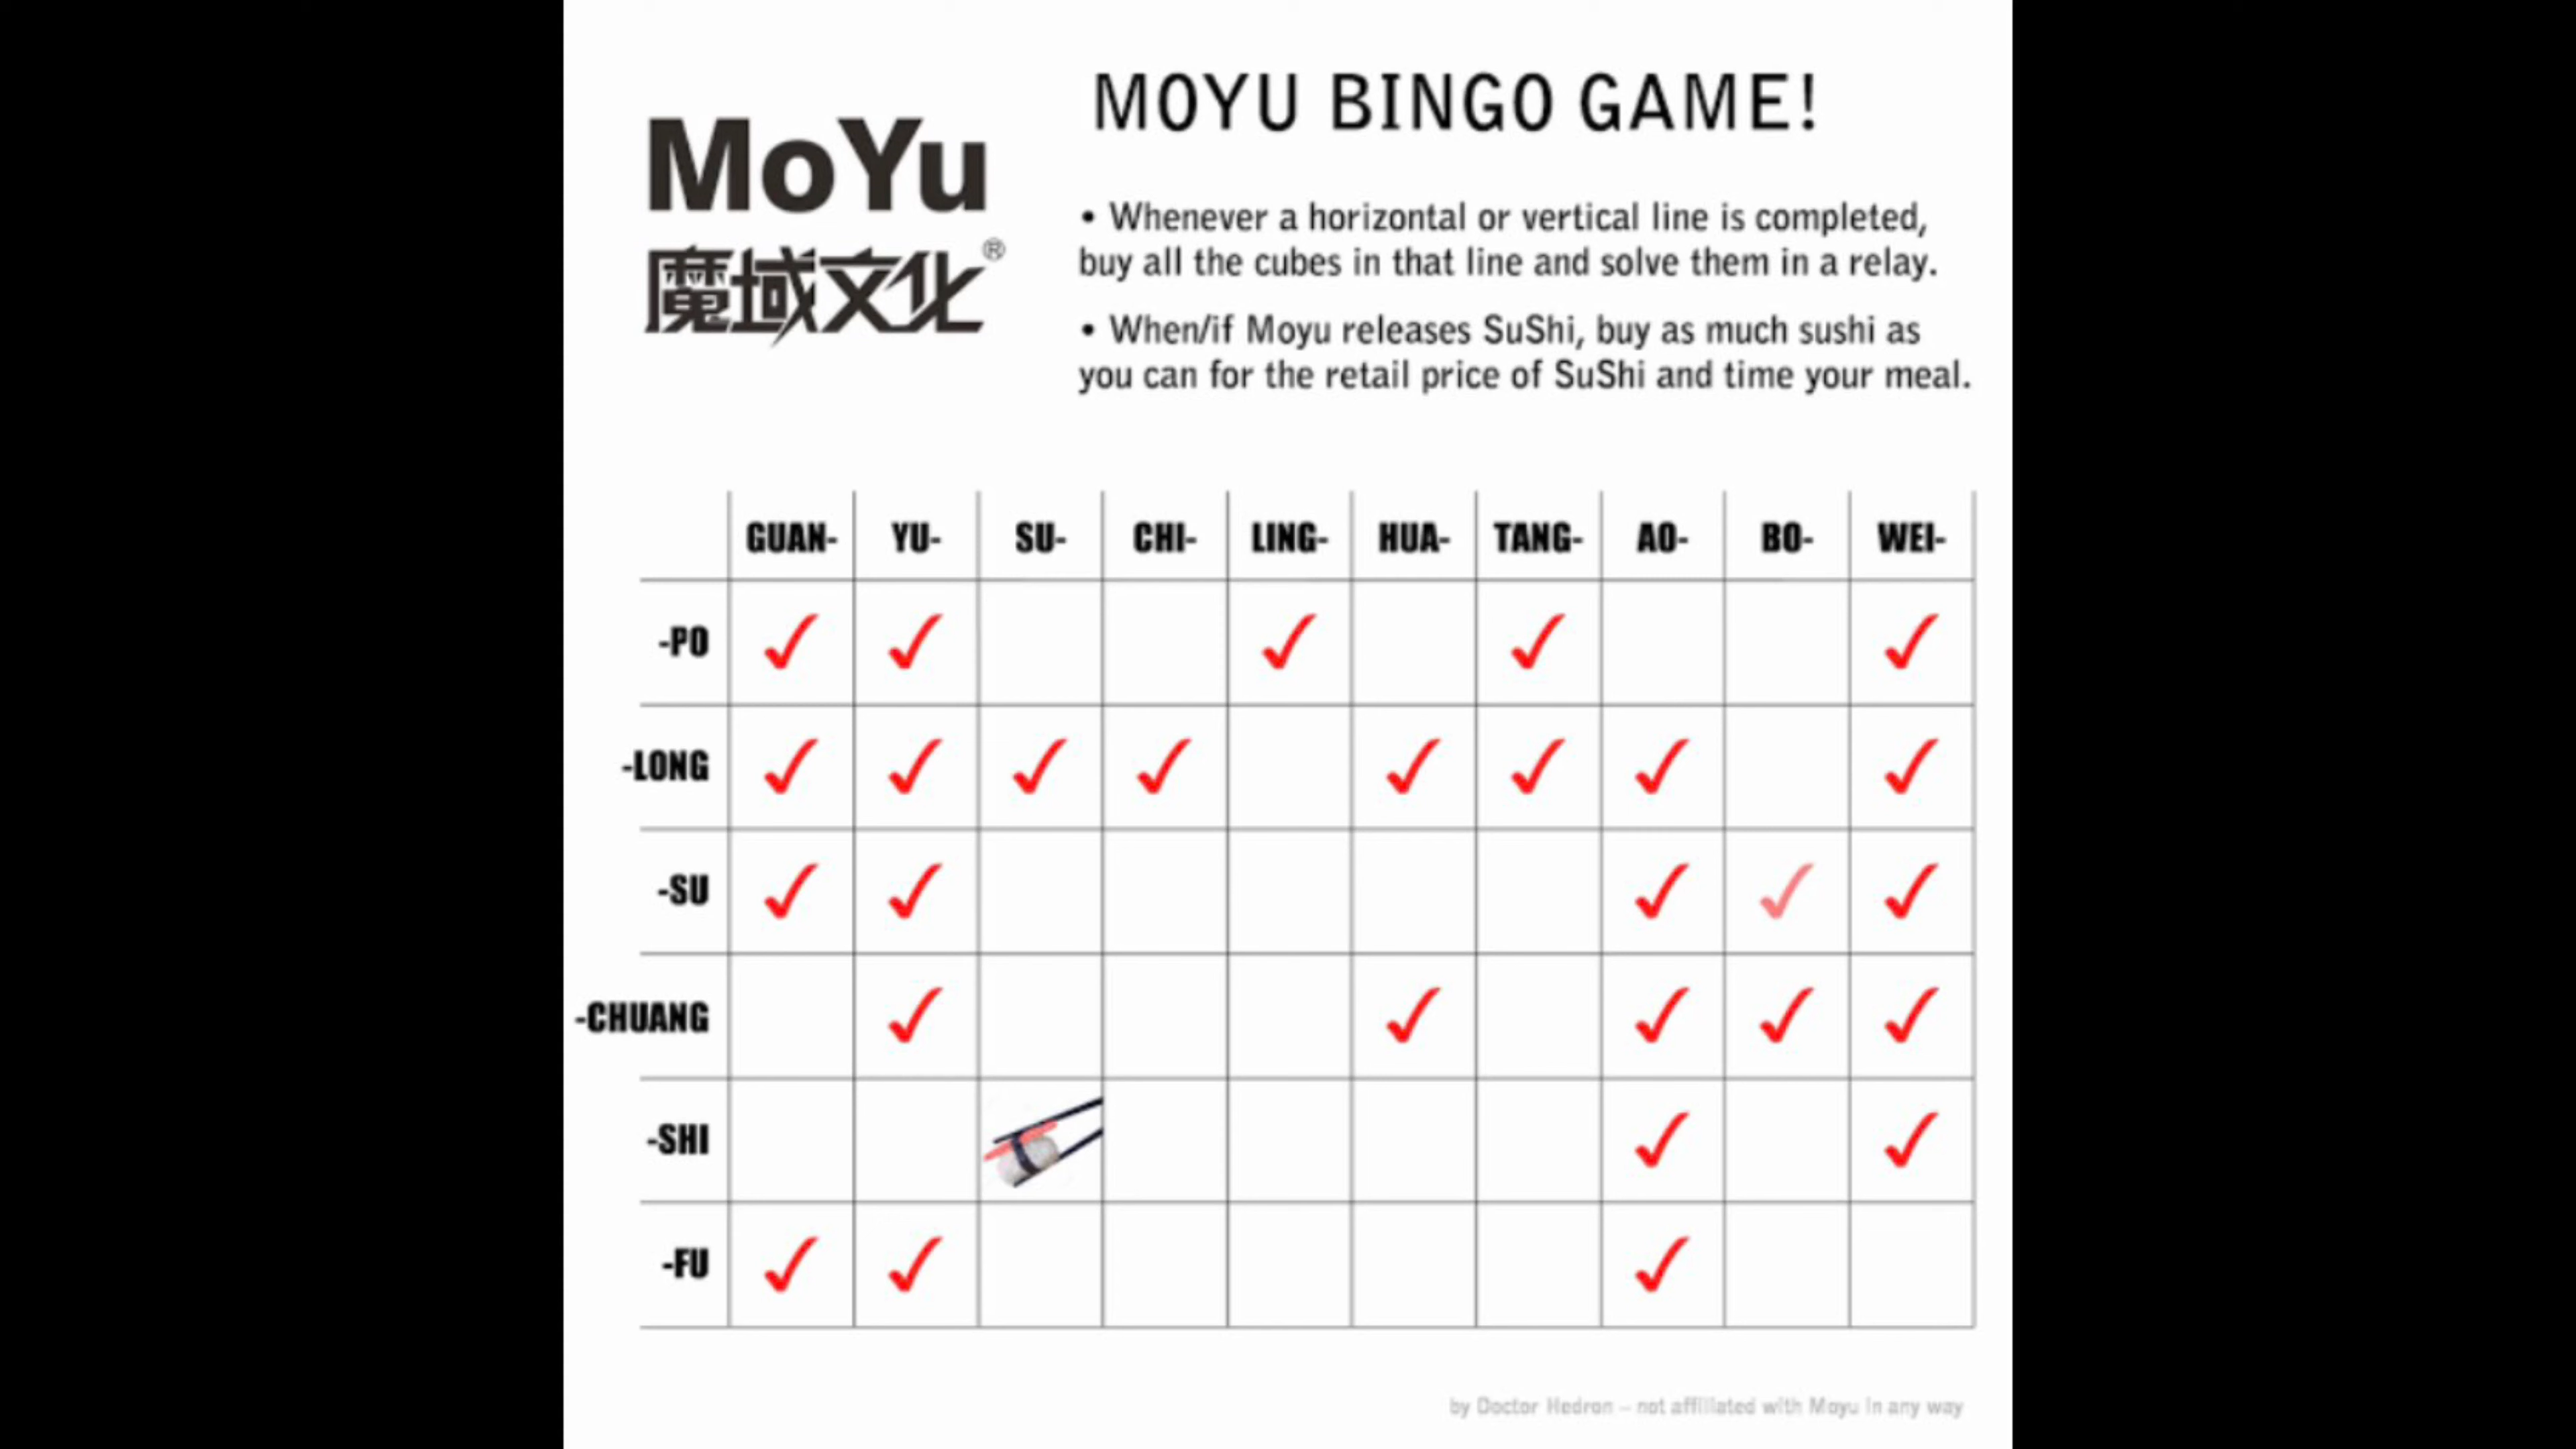 MoYu
魔域文化®
MOYU BINGO GAME!
• Whenever a horizontal or vertical line is completed,
buy all the cubes in that line and solve them in a relay.
• When/if Moyu releases SuShi, buy as much sushi as
you can for the retail price of SuShi and time your meal.
GUAN- YU- SU- CHI- LING- HUA- TANG- AO- BO- WEI-
-PO
-LONG
-SU
-CHUANG
-SHI
-FU
by Doctor Hedron – not affiliated with Moyu in any way